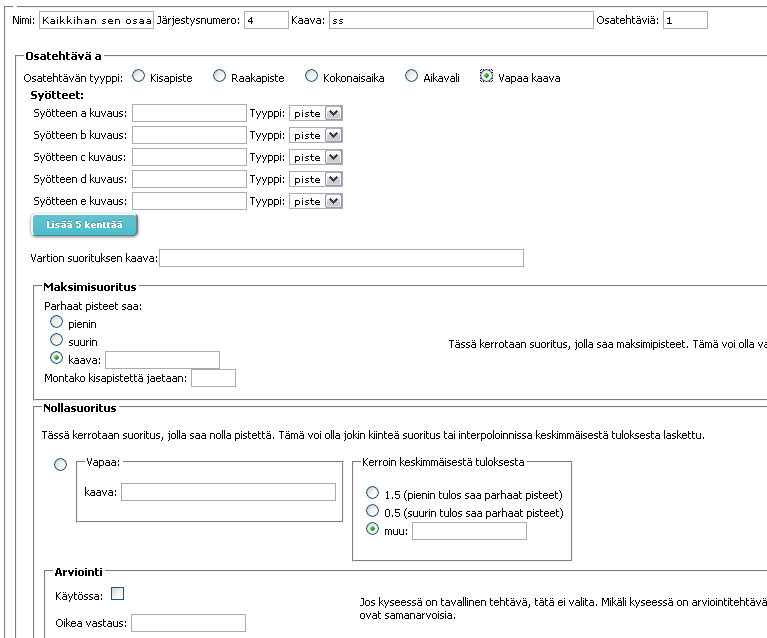 Nimi: Kaikkihan sen osaa Järjestysnumero: 4 Kaava: ss Osatehtäviä: 1
Osatehtävä a
Osatehtävän tyyppi: Kisapiste Raakapiste Kokonaisaika Aikavali Vapaa kaava
Syötteet:
Syötteen a kuvaus: Tyyppi: piste
Syötteen b kuvaus: Tyyppi: piste
Syötteen c kuvaus: Tyyppi: piste
Syötteen d kuvaus: Tyyppi: piste
Syötteen e kuvaus: Tyyppi: piste
Lisää 5 kenttää
Vartion suorituksen kaava:
Maksimisuoritus
Parhaat pisteet saa:
pienin
suurin
Tässä kerrotaan suoritus, jolla saa maksimipisteet. Tämä voi olla va
kaava:
Montako kisapistettä jaetaan:
Nollasuoritus
Tässä kerrotaan suoritus, jolla saa nolla pistettä. Tämä voi olla jokin kiinteä suoritus tai interpoloinnissa keskimmäisestä tuloksesta laskettu.
Vapaa:
kaava:
Kerroin keskimmäisestä tuloksesta
1.5 (pienin tulos saa parhaat pisteet)
0.5 (suurin tulos saa parhaat pisteet)
muu:
Arviointi
Käytössa:
Jos kyseessä on tavallinen tehtävä, tätä ei valita. Mikäli kyseessä on arviointitehtävä
ovat samanarvoisia.
Oikea vastaus: